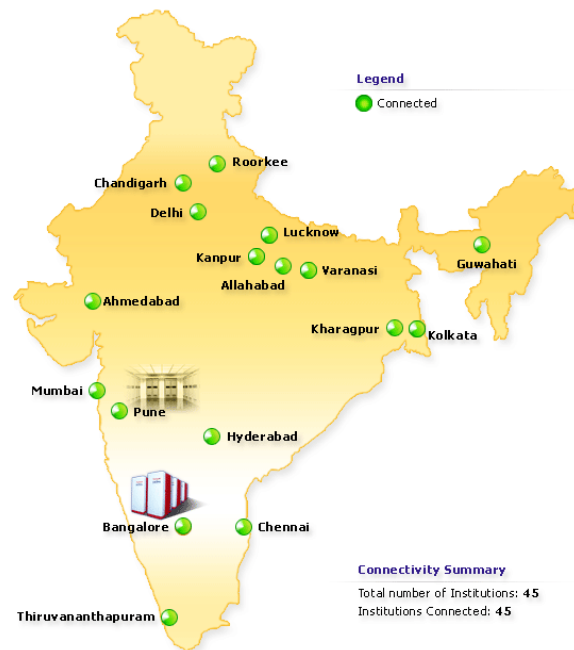 Legend
Connected
Roorkee
Chandigarh
Delhi
Lucknow
Kanpur
Allahabad
Varanasi
Guwahati
Ahmedabad
Kharagpur
Kolkata
Mumbai
Pune
Hyderabad
Bangalore
Chennai
Connectivity Summary
Total number of Institutions: 45
Institutions Connected: 45
Thiruvananthapuram